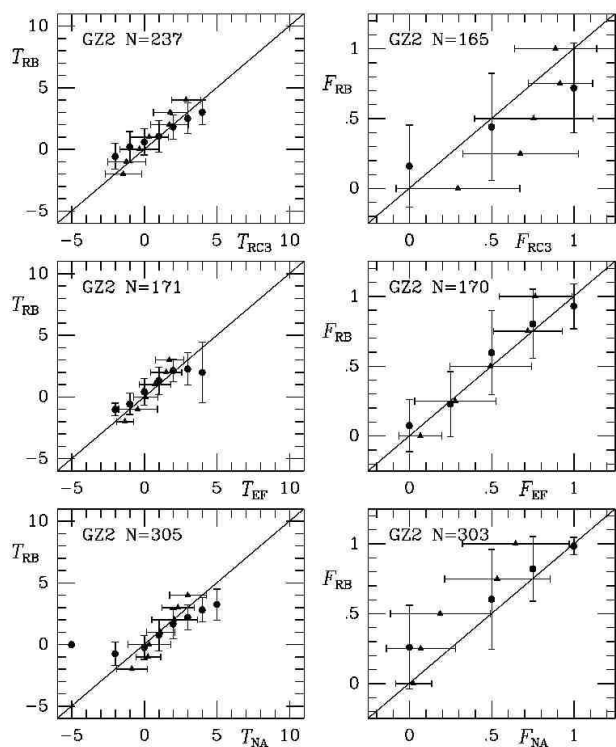 10
5
0
−5
T_RB
GZ2 N=237
−5 0 5 10
T_RC3
1
.5
0
F_RB
GZ2 N=165
0 .5 1
F_RC3
10
5
0
−5
T_RB
GZ2 N=171
−5 0 5 10
T_EF
1
.5
0
F_RB
GZ2 N=170
0 .5 1
F_EF
10
5
0
−5
T_RB
GZ2 N=305
−5 0 5 10
T_NA
1
.5
0
F_RB
GZ2 N=303
0 .5 1
F_NA